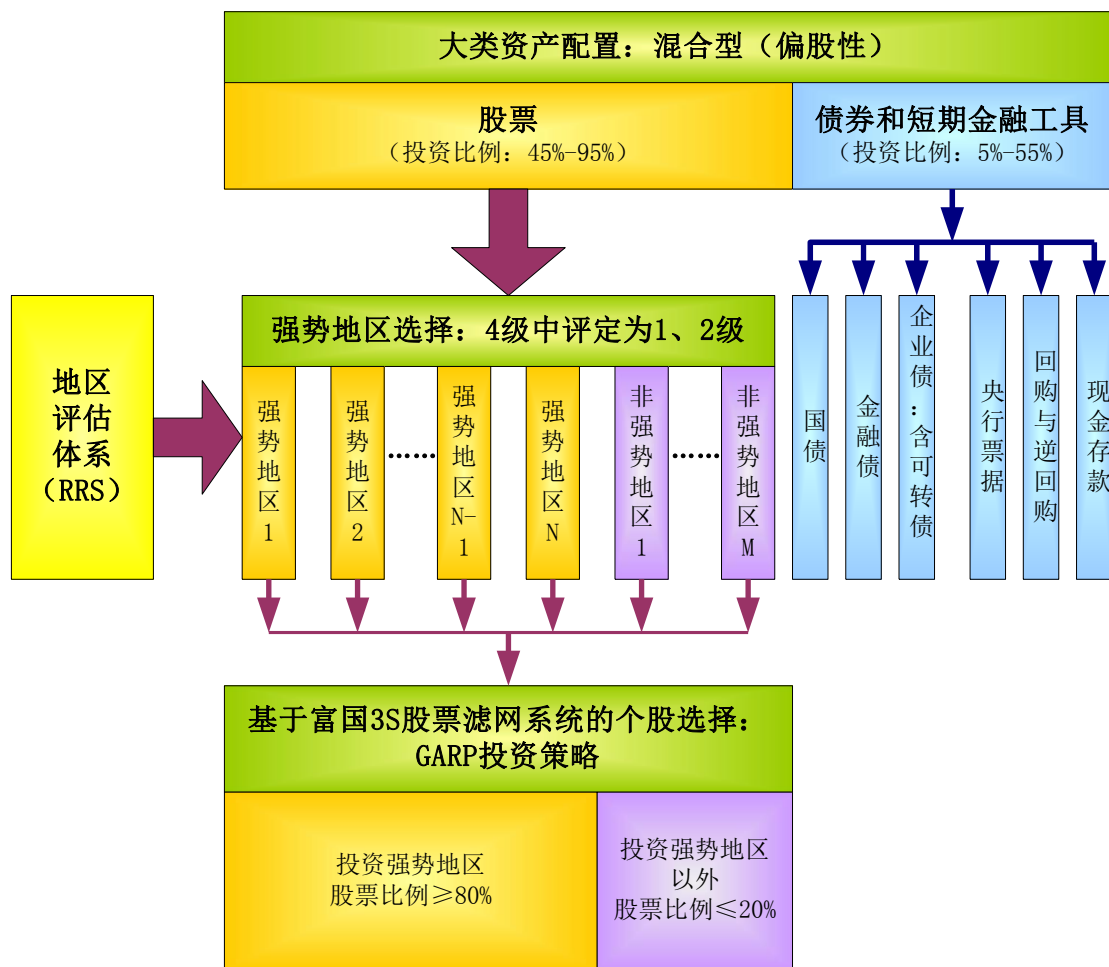 大类资产配置：混合型（偏股性）
股票
（投资比例：45%-95%）
债券和短期金融工具
（投资比例：5%-55%）
地区
评估
体系
（RRS）
强势地区选择：4级中评定为1、2级
强势地区1
强势地区2
……
强势地区N-1
强势地区N
非强势地区1
……
非强势地区M
国债
金融债
企业债：含可转债
央行票据
回购与逆回购
现金存款
基于富国3S股票滤网系统的个股选择：
GARP投资策略
投资强势地区
股票比例≥80%
投资强势地区
以外
股票比例≤20%